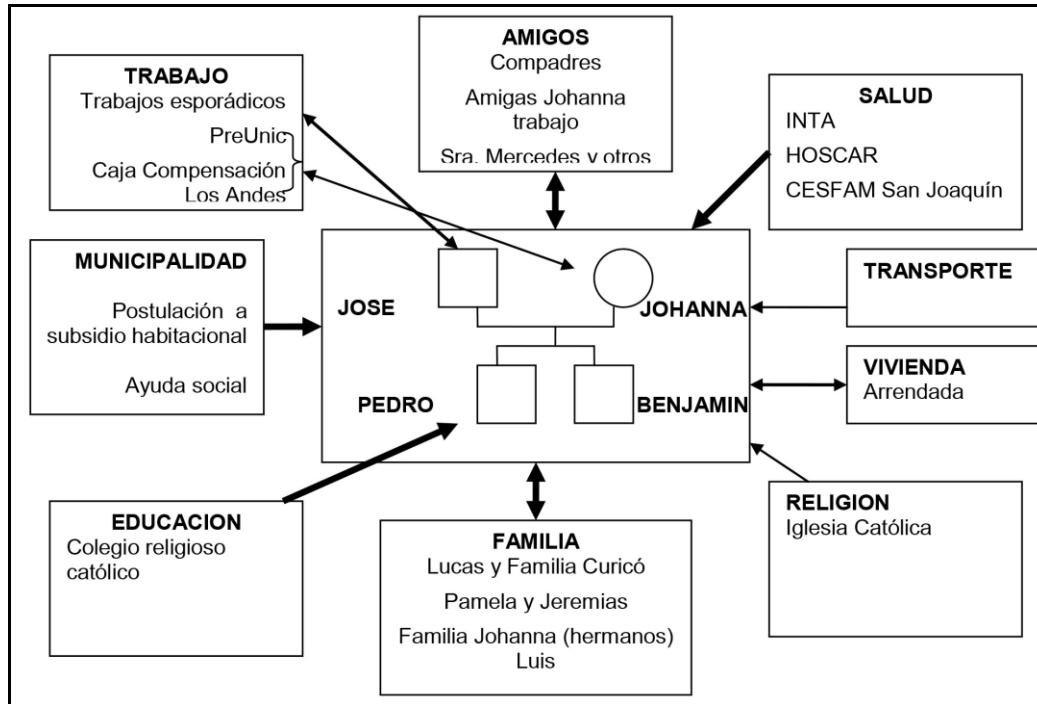 AMIGOS
Compadres
Amigas Johanna
trabajo
Sra. Mercedes y otros
TRABAJO
Trabajos esporádicos
PreUnic
Caja Compensación
Los Andes
SALUD
INTA
HOSCAR
CESFAM San Joaquín
MUNICIPALIDAD
Postulación a
subsidio habitacional
Ayuda social
JOSE
JOHANNA
PEDRO
BENJAMIN
TRANSPORTE
VIVIENDA
Arrendada
EDUCACION
Colegio religioso
católico
FAMILIA
Lucas y Familia Curicó
Pamela y Jeremias
Familia Johanna (hermanos)
Luis
RELIGION
Iglesia Católica